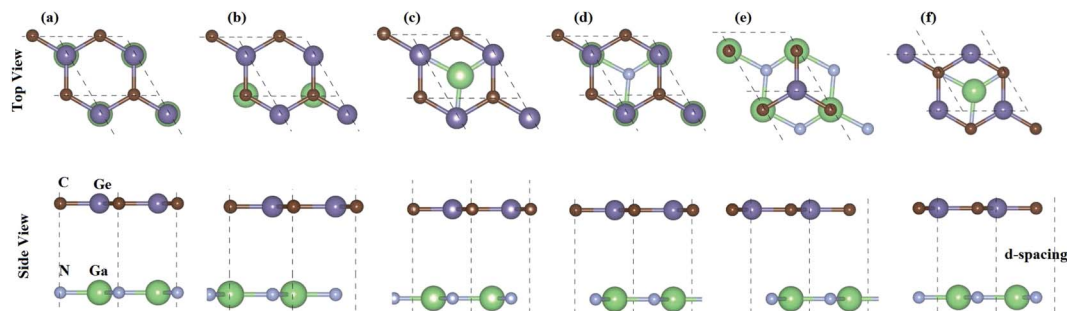 (a) (b) (c) (d) (e) (f)
Top View
C Ge
Side View
N Ga
d-spacing